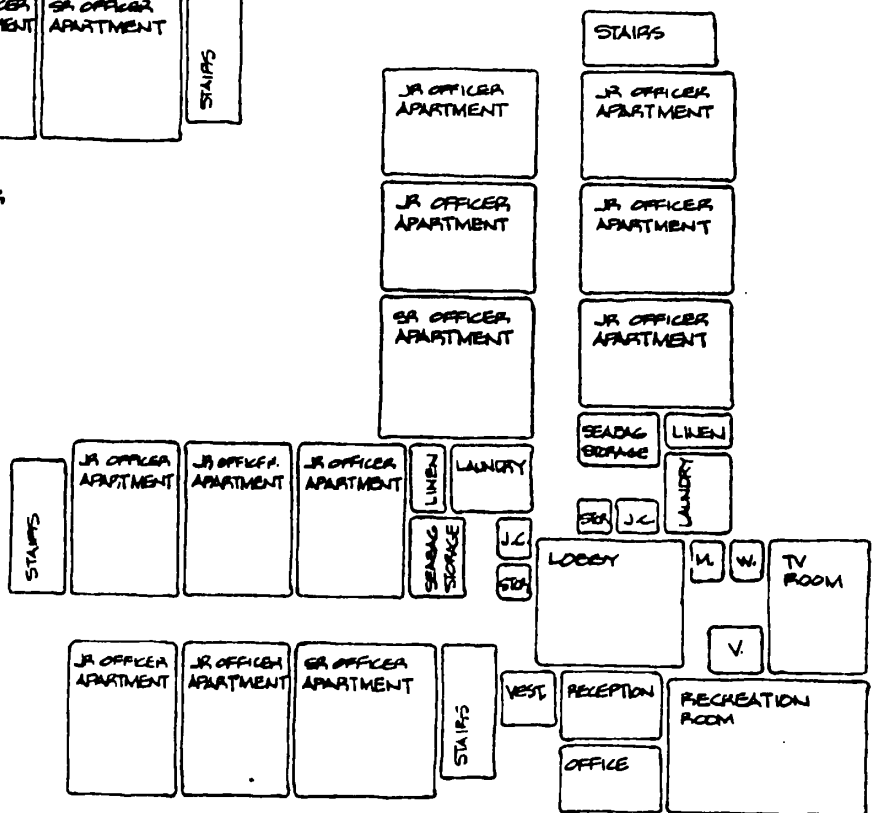 SR OFFICER
APARTMENT
STAIRS
STAIRS
JR OFFICER
APARTMENT
JR OFFICER
APARTMENT
JR OFFICER
APARTMENT
JR OFFICER
APARTMENT
SR OFFICER
APARTMENT
JR OFFICER
APARTMENT
SEABAG
STORAGE
LINEN
LAUNDRY
STOR
J.C.
STAIRS
JR OFFICER
APARTMENT
JR OFFICER
APARTMENT
JR OFFICER
APARTMENT
LINEN
LAUNDRY
SEABAG
STORAGE
J.C.
STOR
LOBBY
M.
W.
TV
ROOM
V.
JR OFFICER
APARTMENT
JR OFFICER
APARTMENT
SR OFFICER
APARTMENT
STAIRS
VEST.
RECEPTION
RECREATION
ROOM
OFFICE